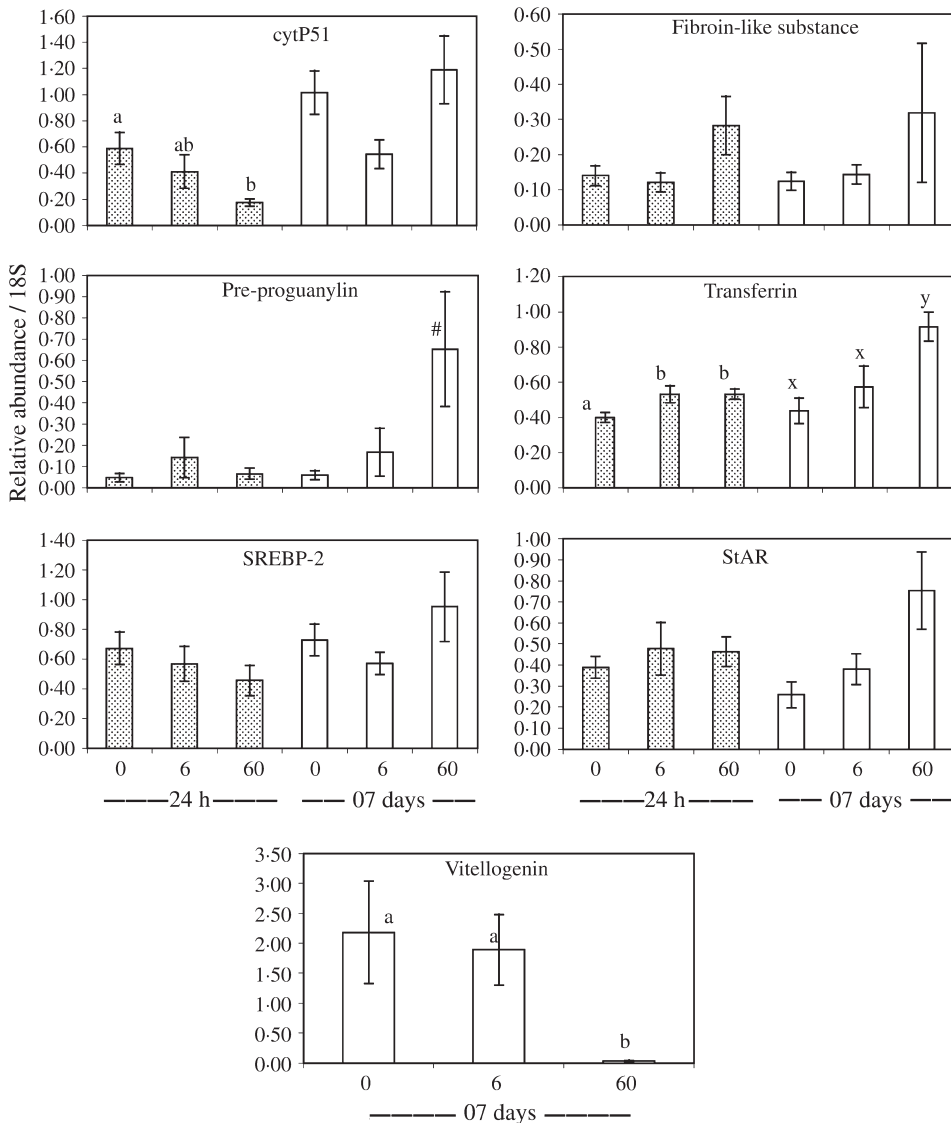 Relative abundance / 18S
cytP51
1·60
1·40
1·20
1·00
0·80
0·60
0·40
0·20
0·00
a
ab
b
Fibroin-like substance
0·60
0·50
0·40
0·30
0·20
0·10
0·00
Pre-proguanylin
1·00
0·90
0·80
0·70
0·60
0·50
0·40
0·30
0·20
0·10
0·00
#
Transferrin
1·20
1·00
0·80
0·60
0·40
0·20
0·00
a
b
b
x
x
y
SREBP-2
1·40
1·20
1·00
0·80
0·60
0·40
0·20
0·00
0 6 60 0 6 60
24 h 07 days
StAR
1·00
0·90
0·80
0·70
0·60
0·50
0·40
0·30
0·20
0·10
0·00
0 6 60 0 6 60
24 h 07 days
Vitellogenin
3·50
3·00
2·50
2·00
1·50
1·00
0·50
0·00
a
a
b
0 6 60
07 days